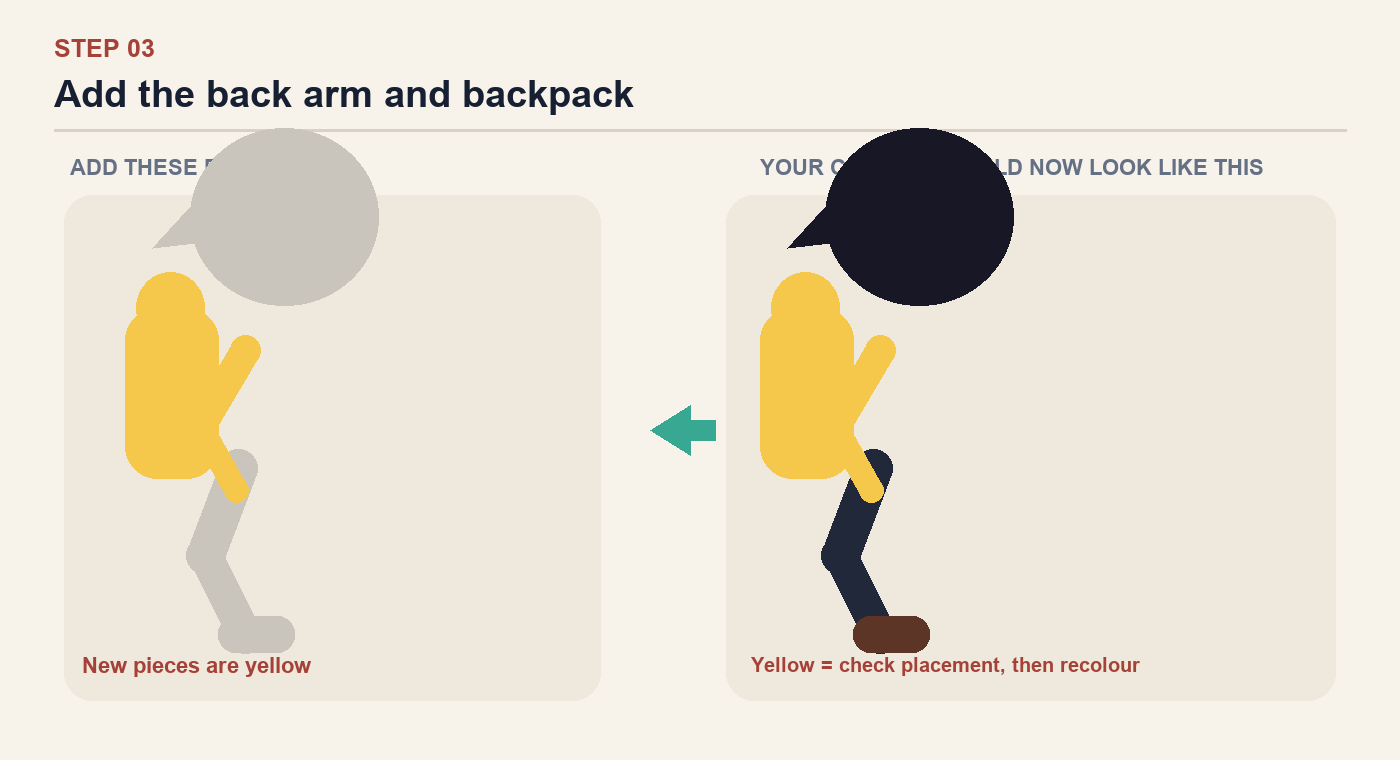 STEP 03
Add the back arm and backpack
ADD THESE
YOUR NOW LOOK LIKE THIS
New pieces are yellow
Yellow = check placement, then recolour